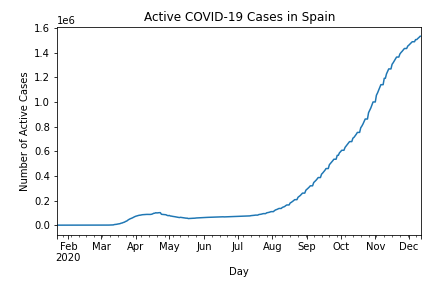 Active COVID-19 Cases in Spain
1e6
1.6
1.4
1.2
1.0
0.8
0.6
0.4
0.2
0.0
Number of Active Cases
Feb Mar Apr May Jun Jul Aug Sep Oct Nov Dec
2020
Day